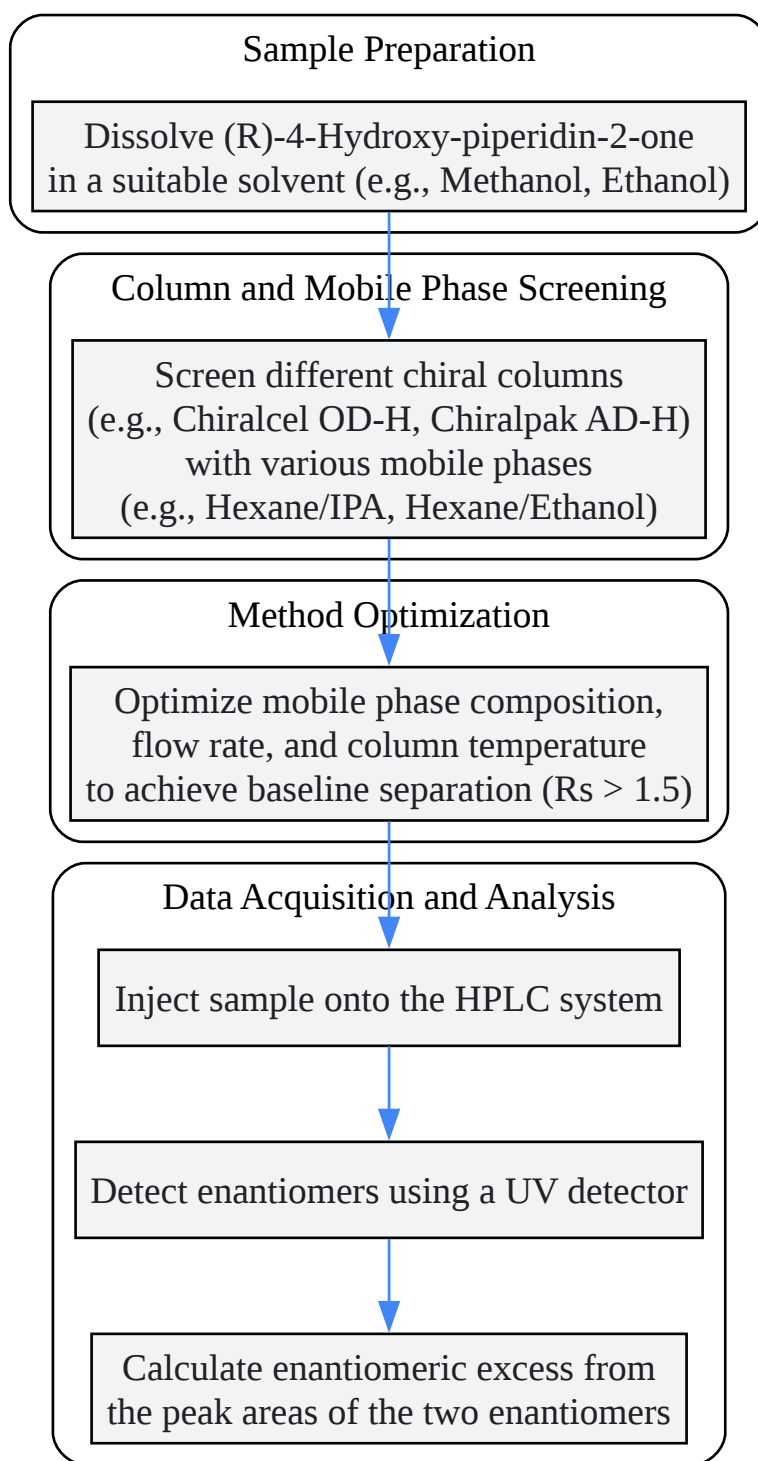 Sample Preparation
Dissolve (R)-4-Hydroxy-piperidin-2-one
in a suitable solvent (e.g., Methanol, Ethanol)
Column and Mobile Phase Screening
Screen different chiral columns
(e.g., Chiralcel OD-H, Chiralpak AD-H)
with various mobile phases
(e.g., Hexane/IPA, Hexane/Ethanol)
Method Optimization
Optimize mobile phase composition,
flow rate, and column temperature
to achieve baseline separation (Rs > 1.5)
Data Acquisition and Analysis
Inject sample onto the HPLC system
Detect enantiomers using a UV detector
Calculate enantiomeric excess from
the peak areas of the two enantiomers